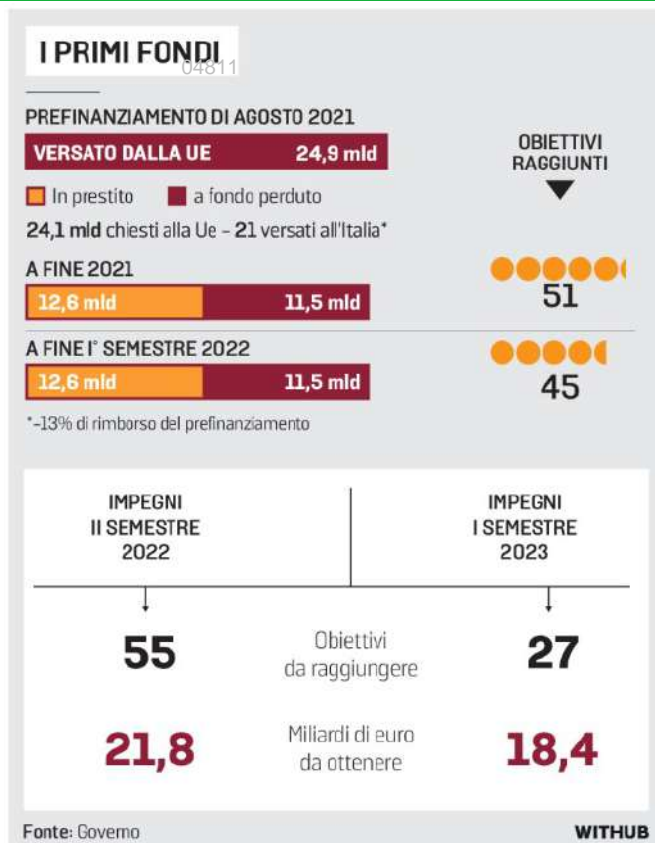 I PRIMI FONDI
04811
PREFINANZIAMENTO DI AGOSTO 2021
VERSATO DALLA UE 24,9 mld
OBIETTIVI
RAGGIUNTI
In prestito a fondo perduto
24,1 mld chiesti alla Ue – 21 versati all'Italia*
A FINE 2021
12,6 mld 11,5 mld
51
A FINE I° SEMESTRE 2022
12,6 mld 11,5 mld
45
*-13% di rimborso del prefinanziamento
IMPEGNI
II SEMESTRE
2022
IMPEGNI
I SEMESTRE
2023
55
Obiettivi
da raggiungere
27
21,8
Miliardi di euro
da ottenere
18,4
Fonte: Governo
WITHUB